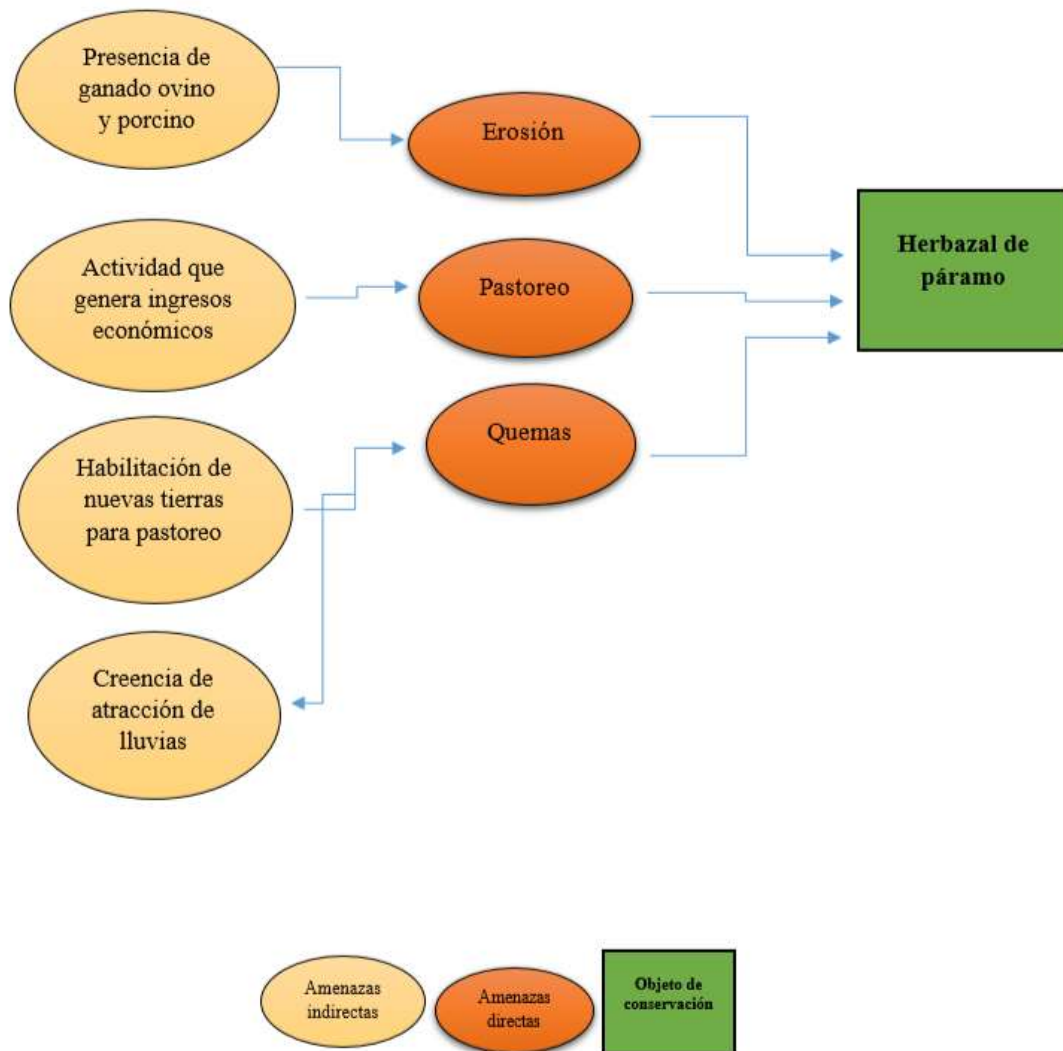 Presencia de
ganado ovino
y porcino
Erosión
Herbazal de
páramo
Actividad que
genera ingresos
económicos
Pastoreo
Quemas
Habilitación de
nuevas tierras
para pastoreo
Creencia de
atracción de
lluvias
Amenazas
indirectas
Amenazas
directas
Objeto de
conservación